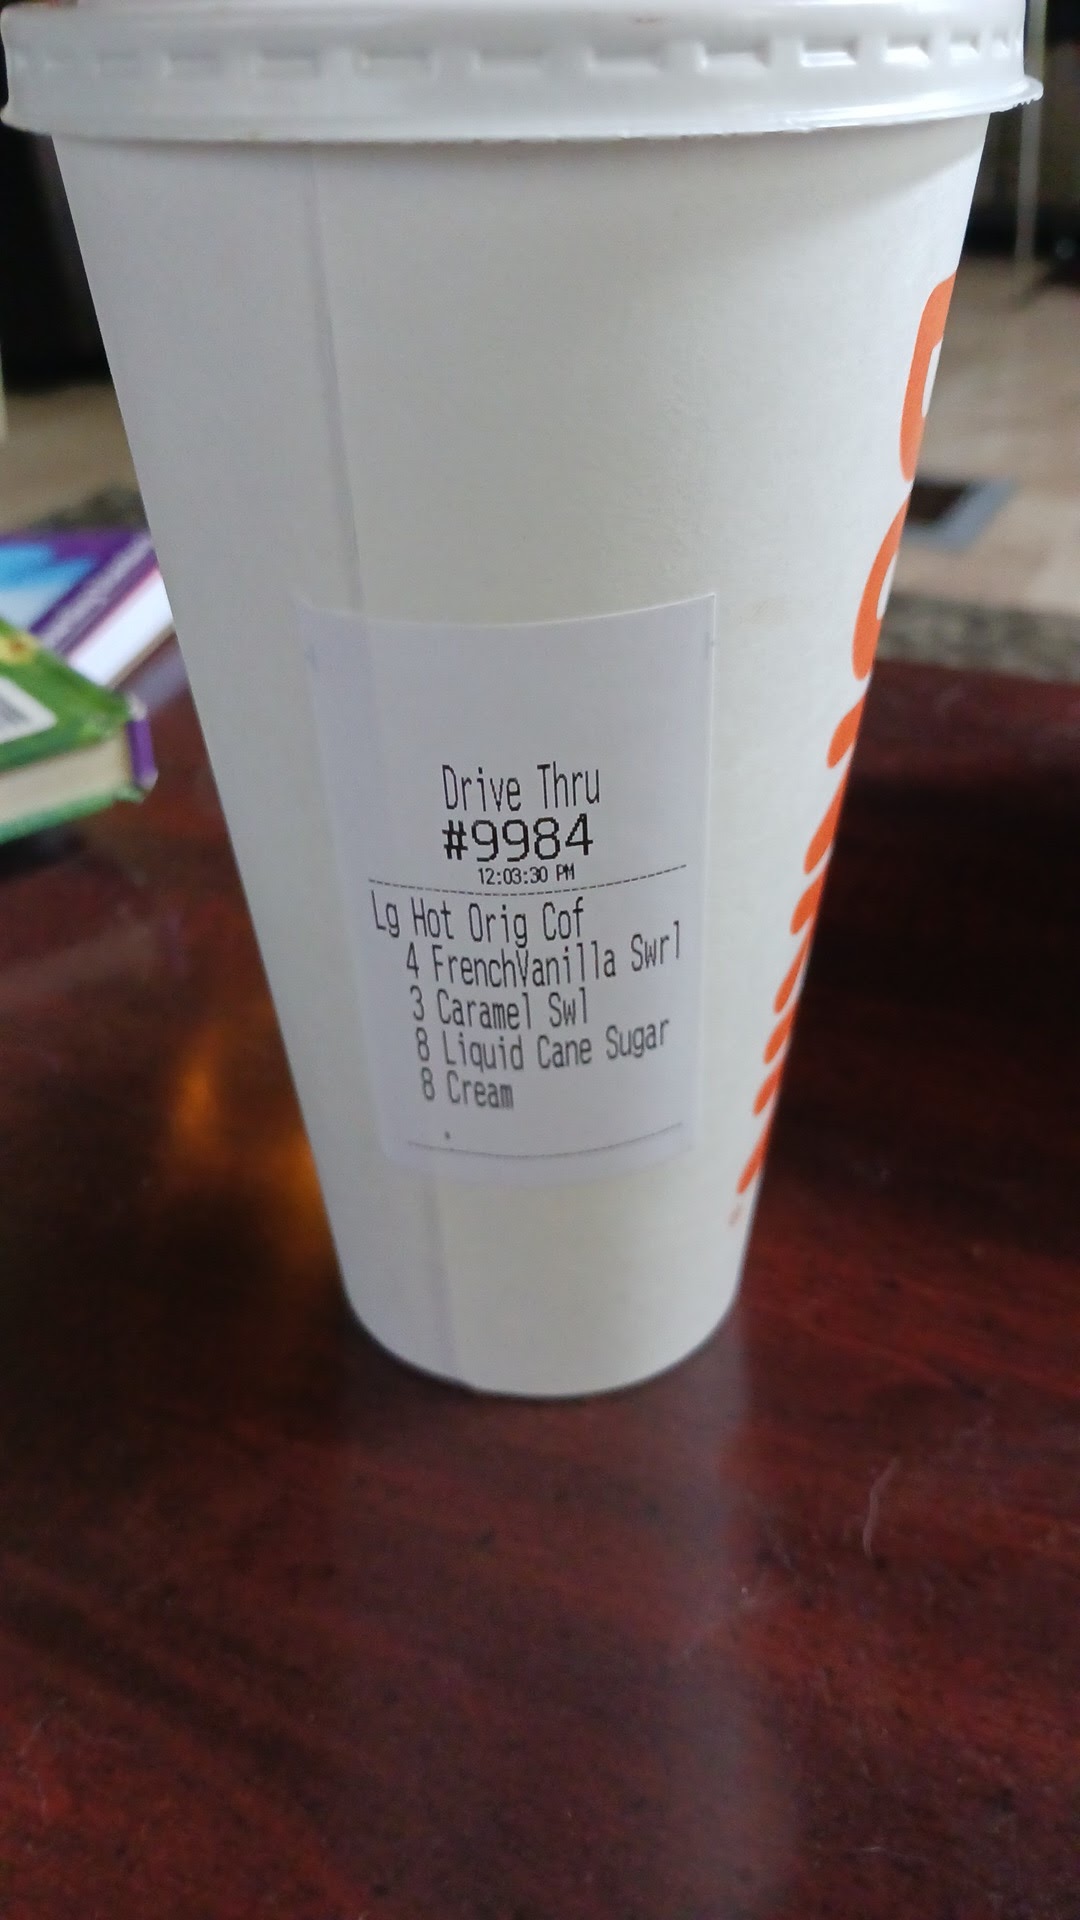 Drive Thru
#9984
12:03:30 PM
Lg Hot Orig Cof
4 FrenchVanilla Swrl
3 Caramel Swl
8 Liquid Cane Sugar
8 Cream
.